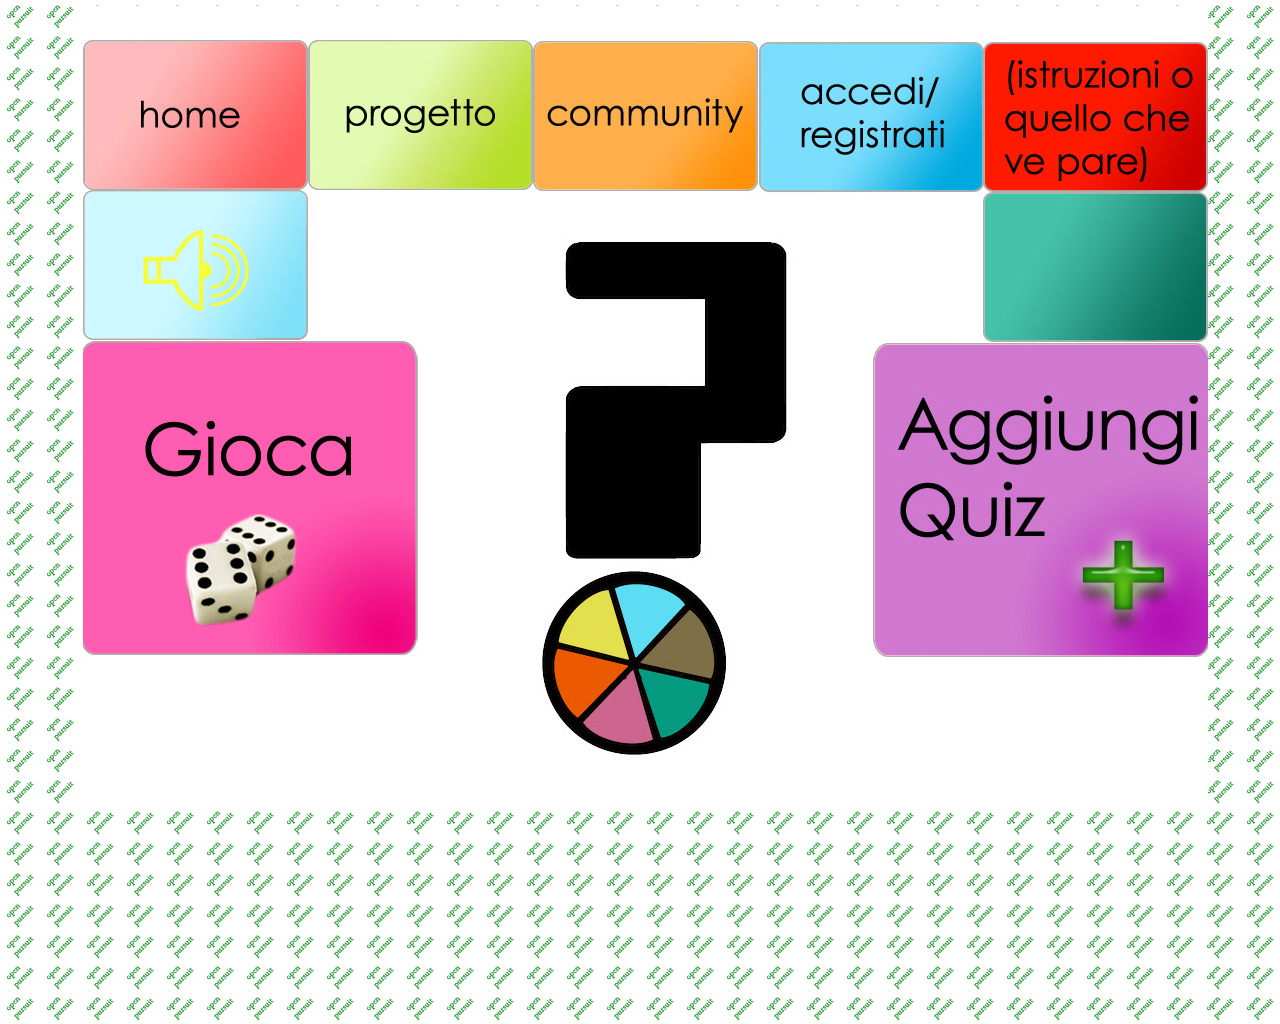 home
progetto
community
accedi/
registrati
(istruzioni o
quello che
ve pare)
Gioca
Aggiungi
Quiz
open
pursuit